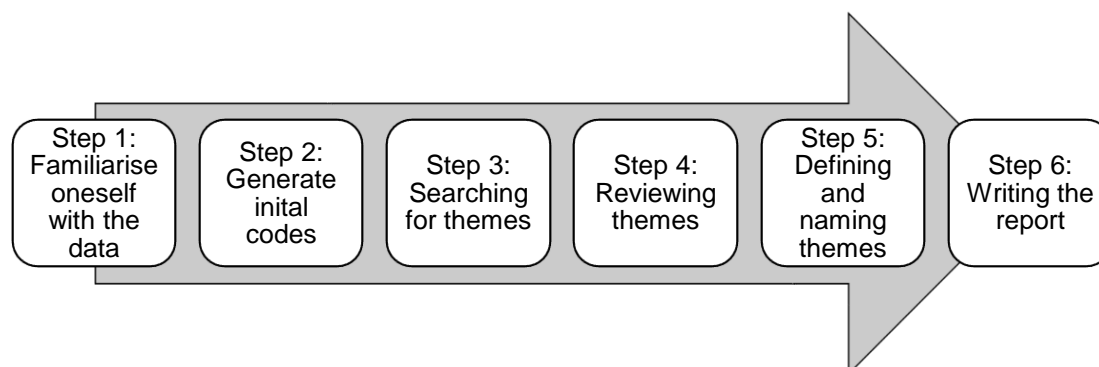 Step 1:
Familiarise
oneself
with the
data
Step 2:
Generate
inital
codes
Step 3:
Searching
for themes
Step 4:
Reviewing
themes
Step 5:
Defining
and
naming
themes
Step 6:
Writing the
report